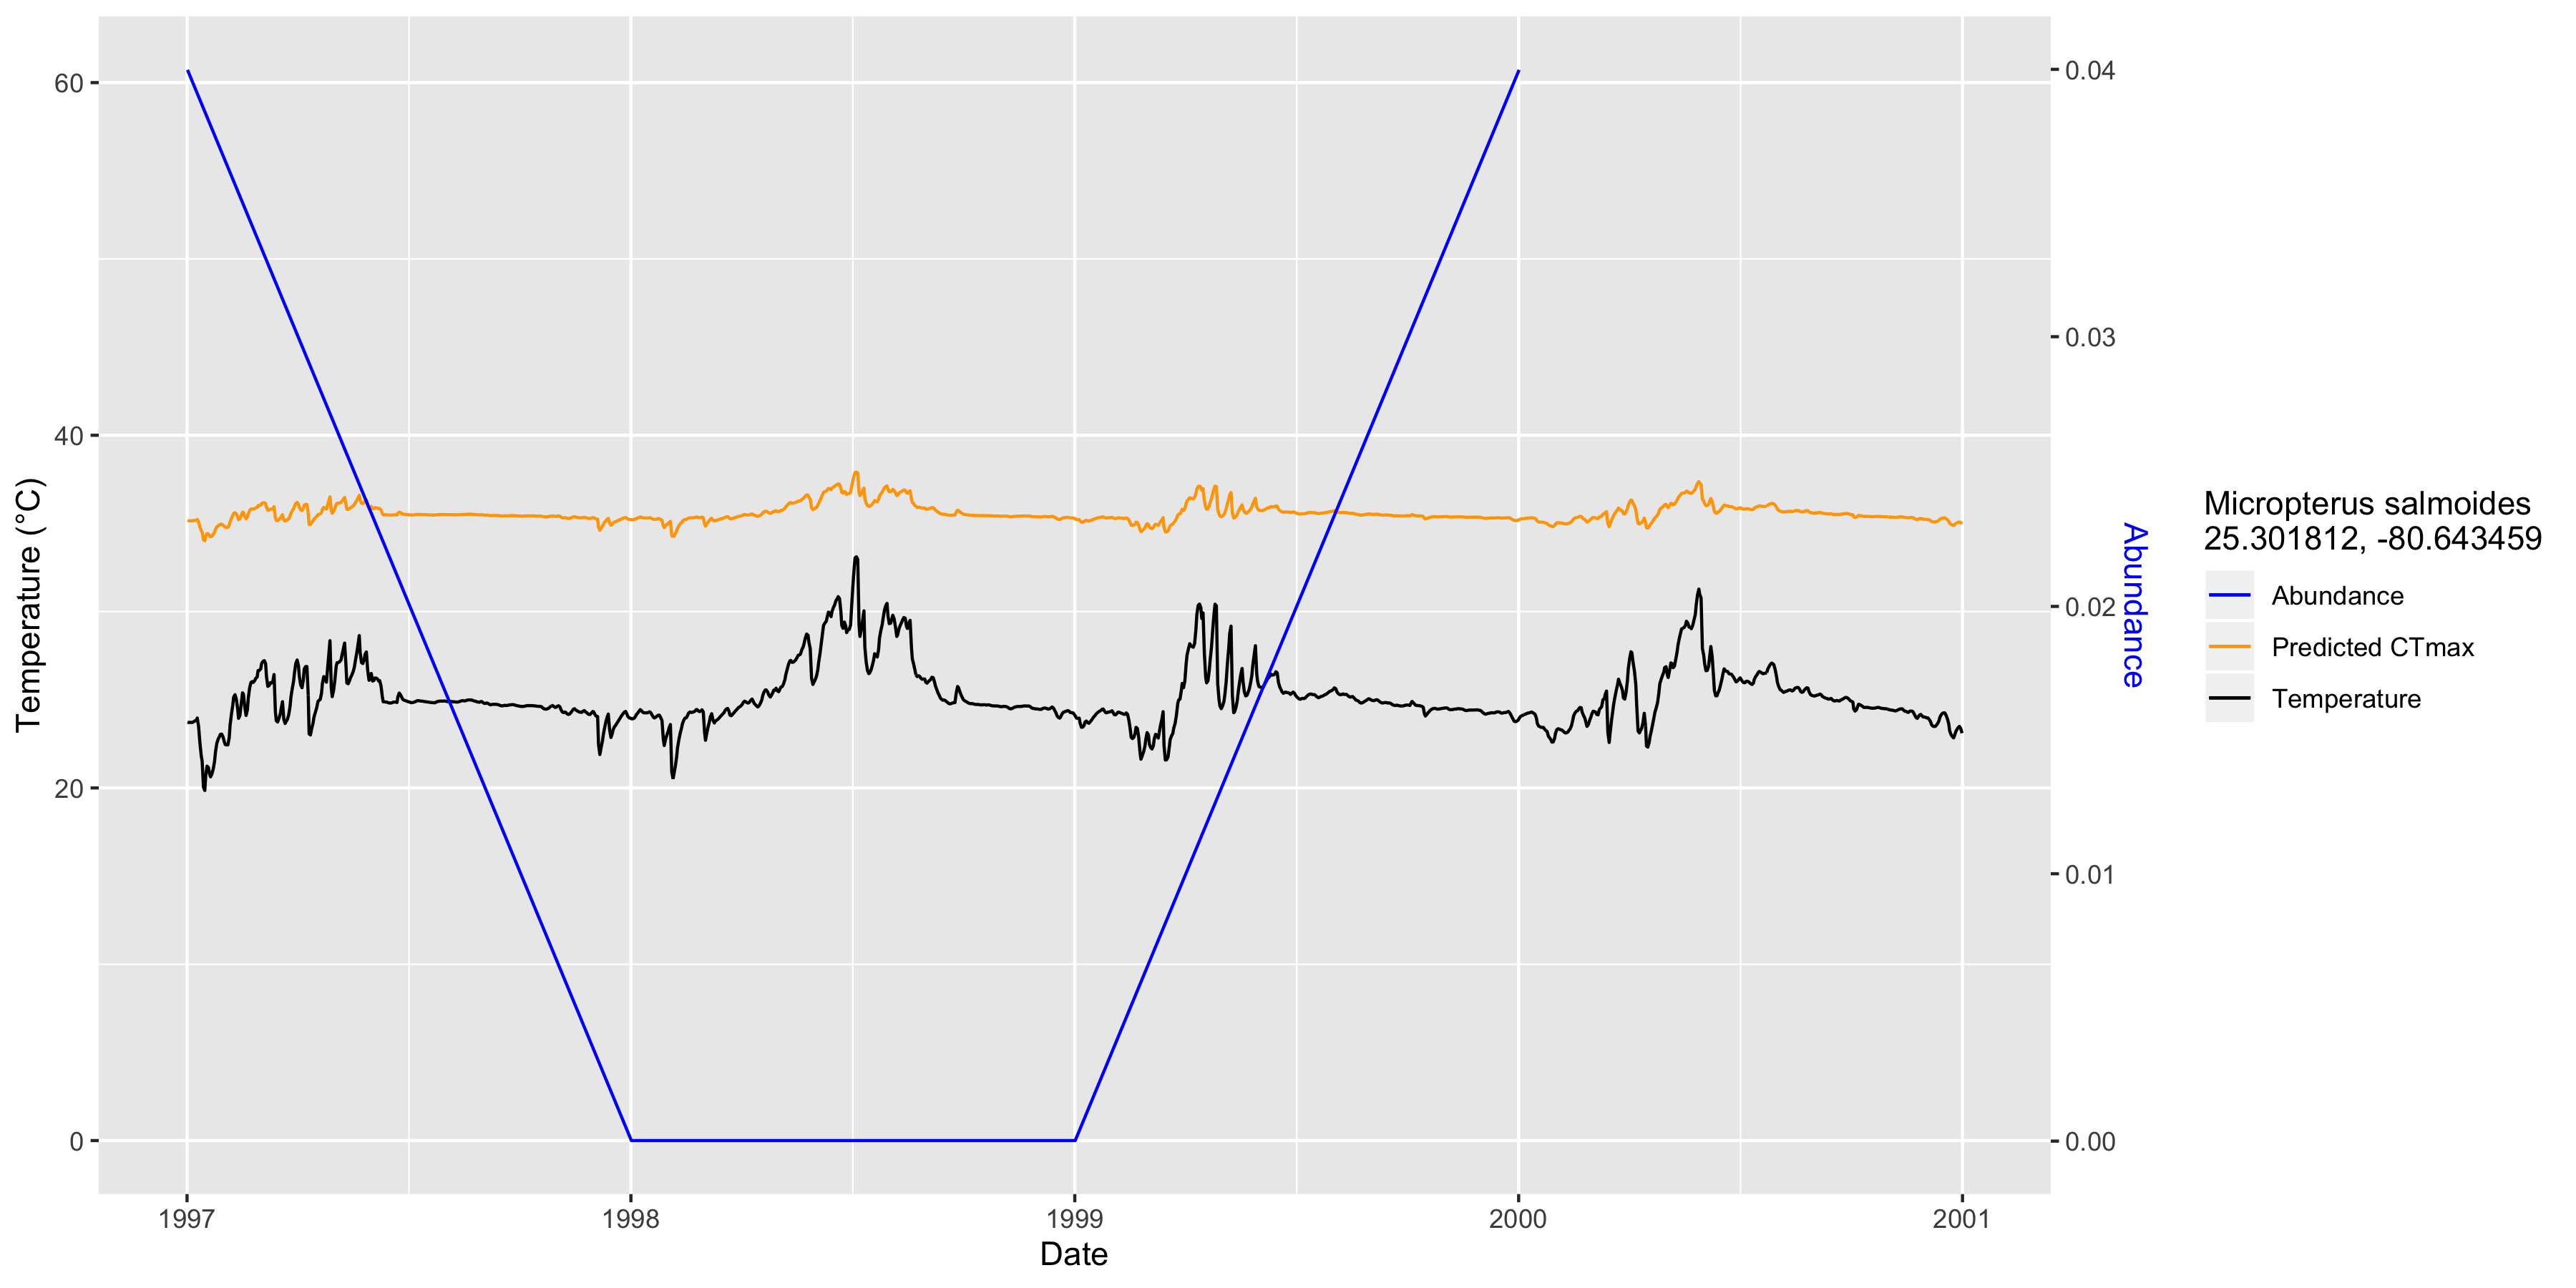 60
40
20
0
Temperature (°C)
1997
1998
1999
2000
2001
Date
0.04
0.03
0.02
0.01
0.00
Abundance
Micropterus salmoides
25.301812, -80.643459
Abundance
Predicted CTmax
Temperature